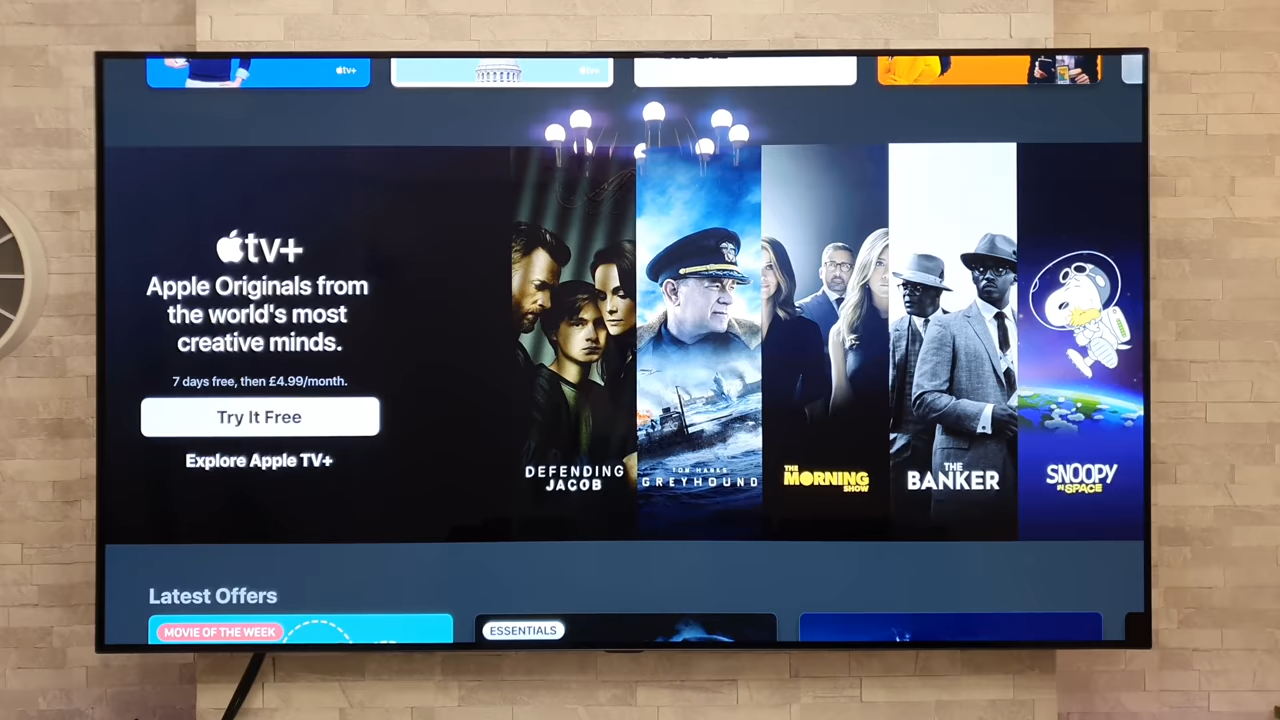 tv+
tv+
tv+
Apple Originals from
the world's most
creative minds.
7 days free, then £4.99/month.
Try It Free
Explore Apple TV+
DEFENDING
JACOB
TOM HANKS
GREYHOUND
THE
MORNING
SHOW
THE
BANKER
SNOOPY
IN SPACE
Latest Offers
MOVIE OF THE WEEK
ESSENTIALS